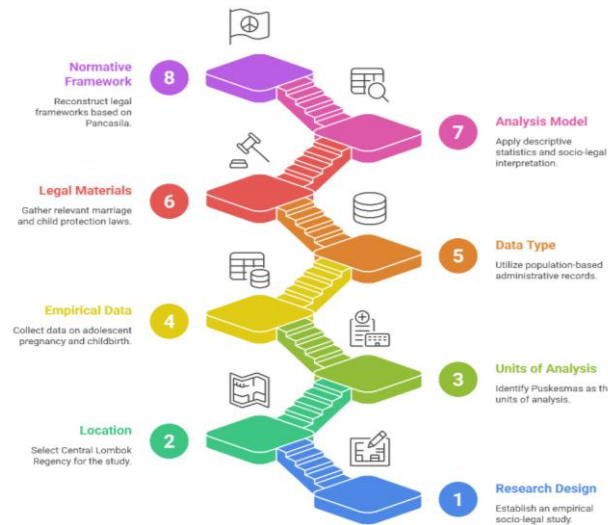 Normative
Framework
8
Reconstruct legal
frameworks based on
Pancasila.
7
Analysis Model
Apply descriptive
statistics and socio-legal
interpretation.
Legal Materials
6
Gather relevant marriage
and child protection laws.
5
Data Type
Utilize population-based
administrative records.
Empirical Data
4
Collect data on adolescent
pregnancy and childbirth.
3
Units of Analysis
Identify Puskesmas as th
units of analysis.
Location
2
Select Central Lombok
Regency for the study.
1
Research Design
Establish an empirical
socio-legal study.